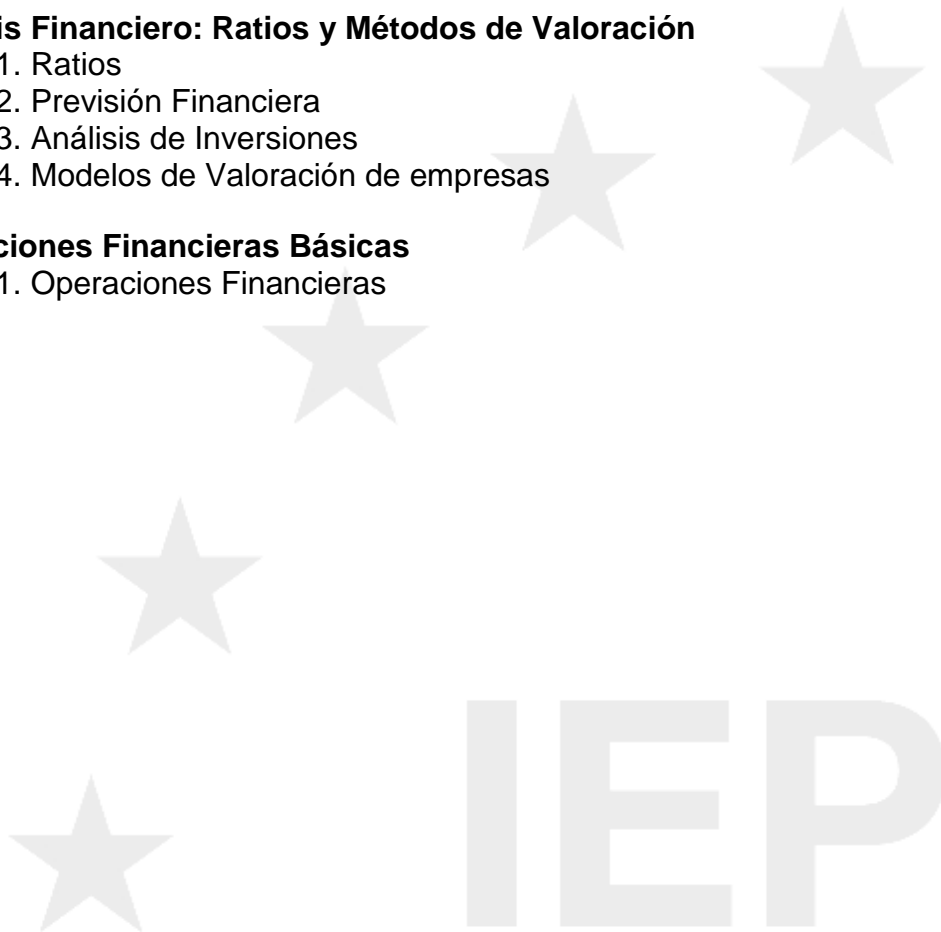 is Financiero: Ratios y Métodos de Valoración
1. Ratios
2. Previsión Financiera
3. Análisis de Inversiones
4. Modelos de Valoración de empresas
ciones Financieras Básicas
1. Operaciones Financieras
IEP